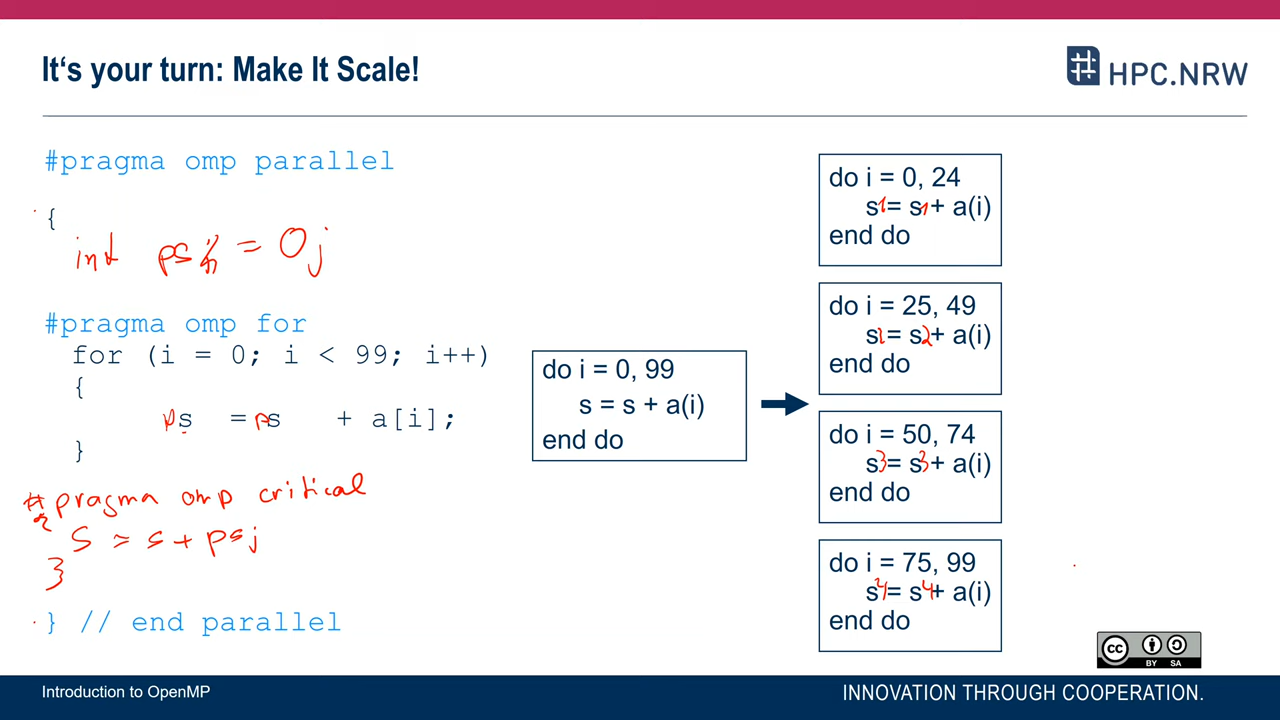 It‘s your turn: Make It Scale!
HPC.NRW
#pragma omp parallel
{
int ps = 0;
#pragma omp for
for (i = 0; i < 99; i++)
{
ps = ps + a[i];
}
#pragma omp critical
{
s = s + ps;
}
} // end parallel
do i = 0, 99
s = s + a(i)
end do
do i = 0, 24
s1 = s1 + a(i)
end do
do i = 25, 49
s2 = s2 + a(i)
end do
do i = 50, 74
s3 = s3 + a(i)
end do
do i = 75, 99
s4 = s4 + a(i)
end do
cc
BY SA
Introduction to OpenMP
INNOVATION THROUGH COOPERATION.